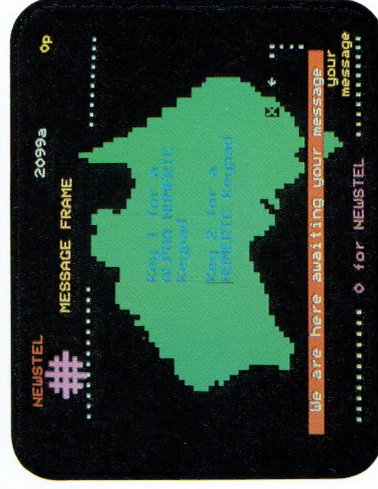 NEWSTEL 2099a 0p
MESSAGE FRAME
Key 1 for a
ALPHA NUMERIC
Keypad
Key 2 for a
NUMERIC Keypad
We are here awaiting your message
your
message
0 for NEWSTEL